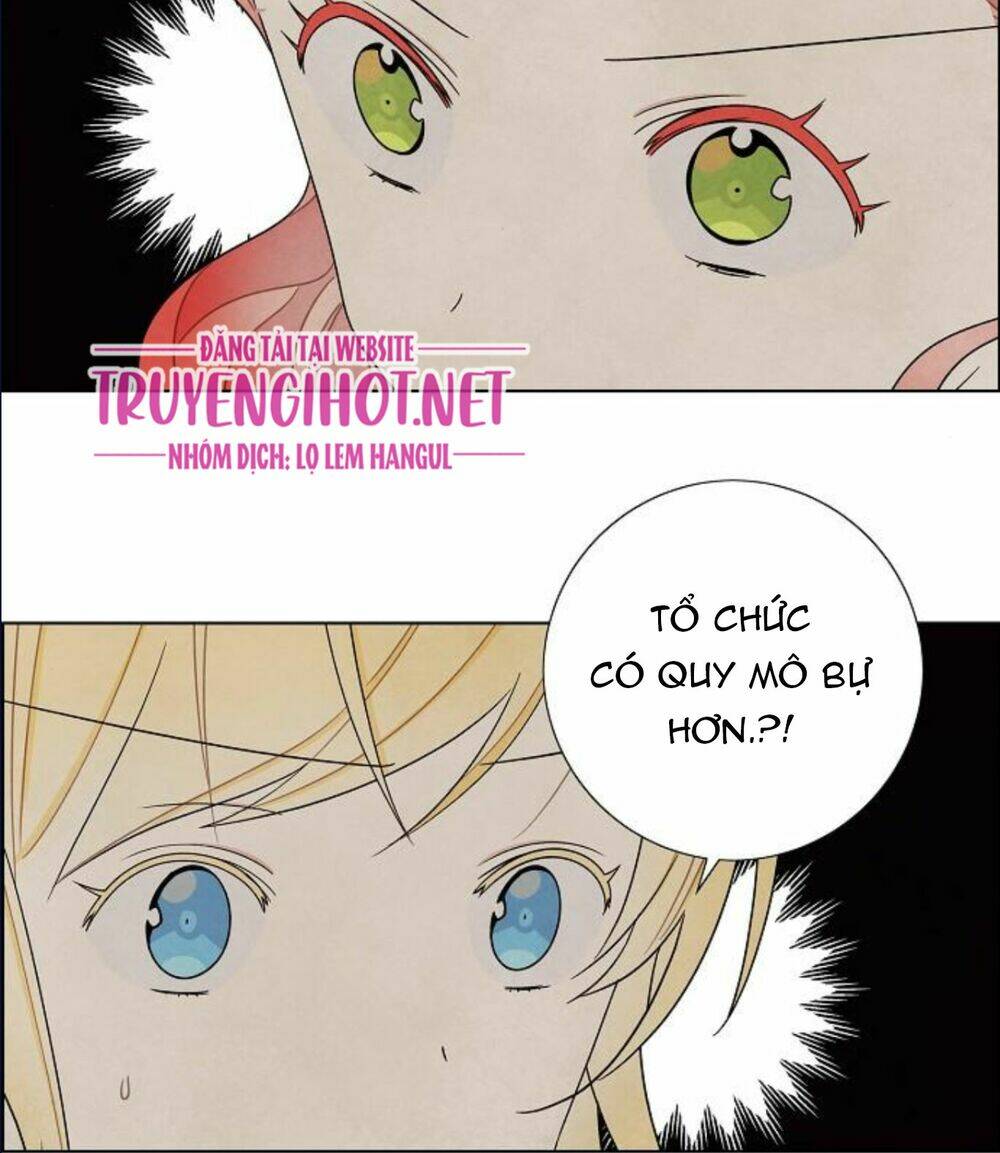 ĐĂNG TẢI TẠI WEBSITE
TRUYENGIHOT.NET
NHÓM DỊCH: LỌ LEM HANGUL
TỔ CHỨC
CÓ QUY MÔ BỰ
HƠN.?!